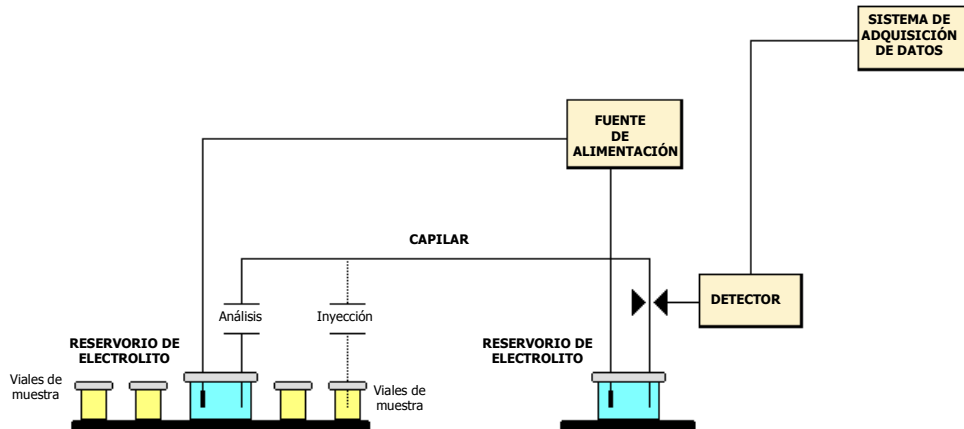 SISTEMA DE
ADQUISICIÓN
DE DATOS
FUENTE
DE
ALIMENTACIÓN
CAPILAR
DETECTOR
Análisis
Inyección
RESERVORIO DE
ELECTROLITO
RESERVORIO DE
ELECTROLITO
Viales de
muestra
Viales de
muestra